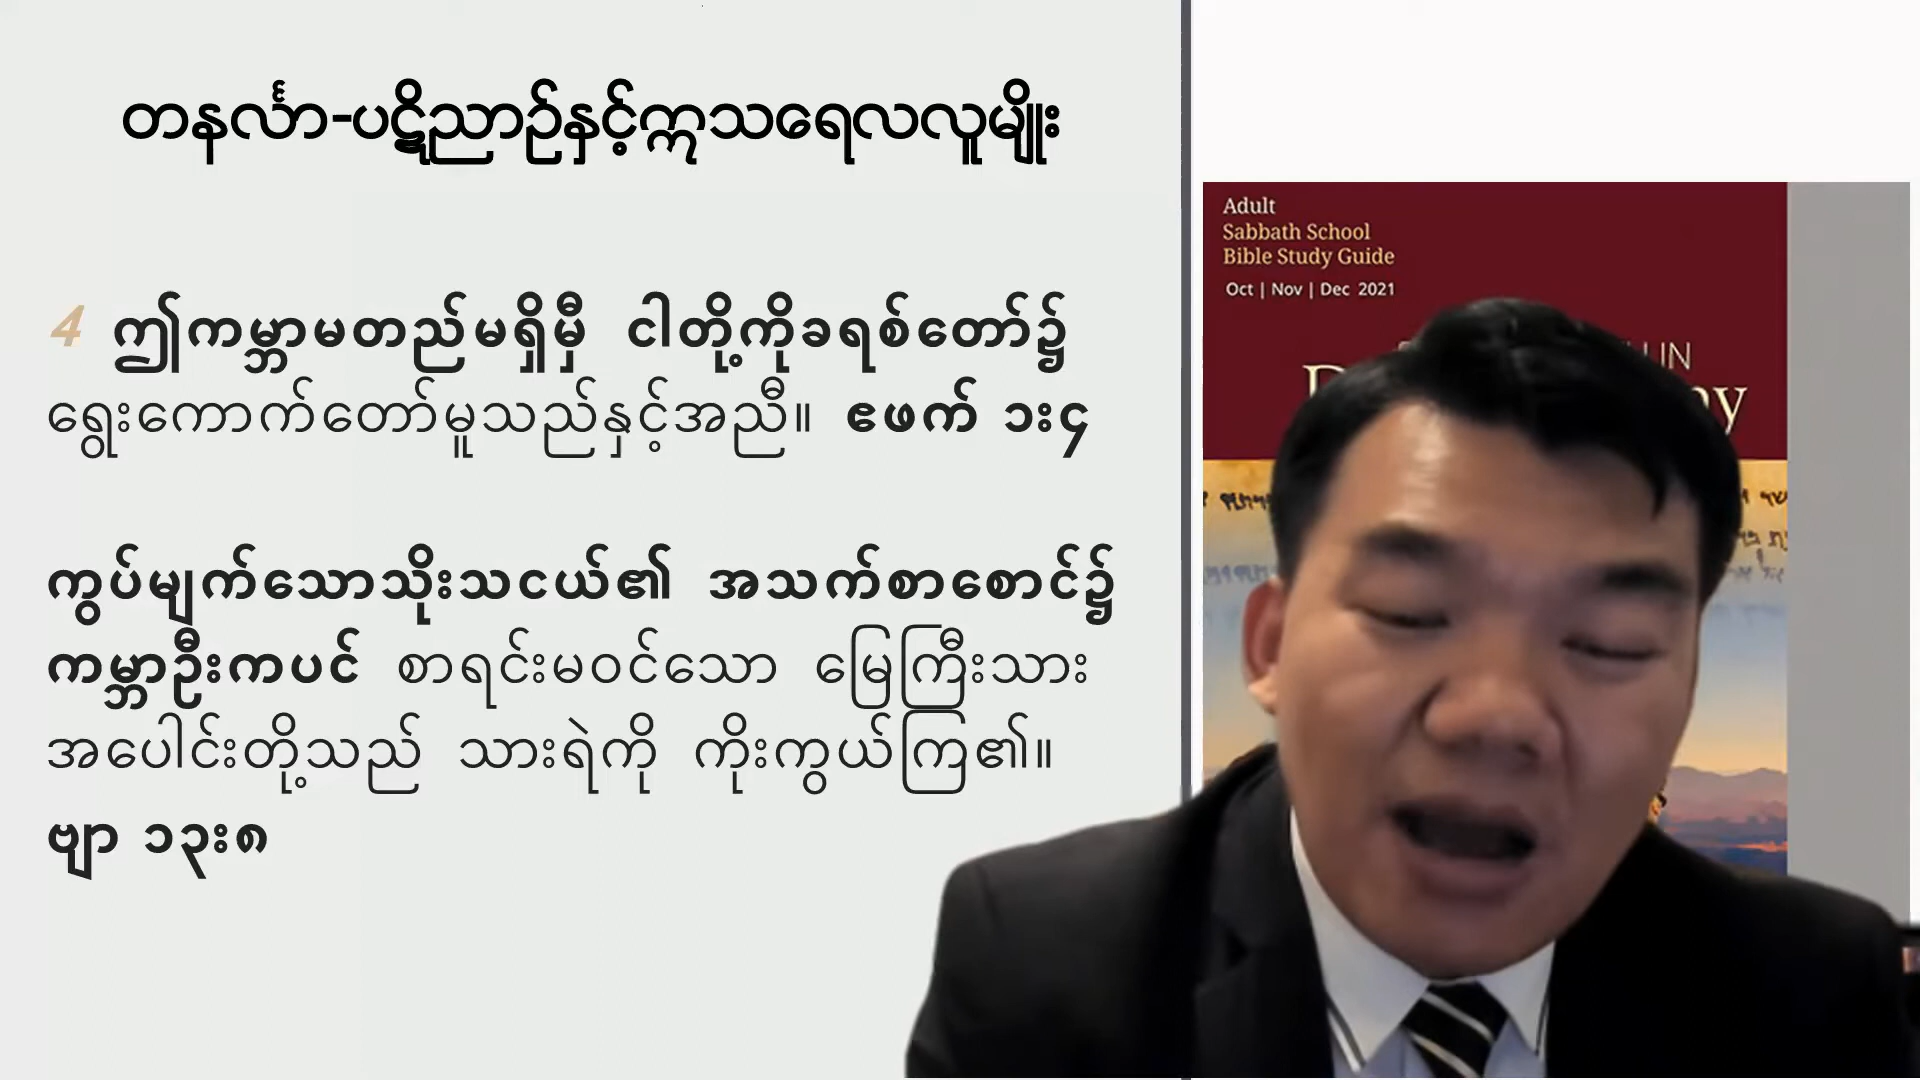 တနင်္လာ-ပဋိညာဉ်နှင့်ဣသရေလလူမျိုး
4 ဤကမ္ဘာမတည်မရှိမှီ ငါတို့ကိုခရစ်တော်၌
ရွေးကောက်တော်မူသည်နှင့်အညီ။ ဧဖက် ၁း၄
ကွပ်မျက်သောသိုးသငယ်၏ အသက်စာစောင်၌
ကမ္ဘာဦးကပင် စာရင်းမဝင်သော မြေကြီးသား
အပေါင်းတို့သည် သားရဲကို ကိုးကွယ်ကြ၏။
ဗျာ ၁၃း၈
Adult
Sabbath School
Bible Study Guide
Oct | Nov | Dec 2021
IN